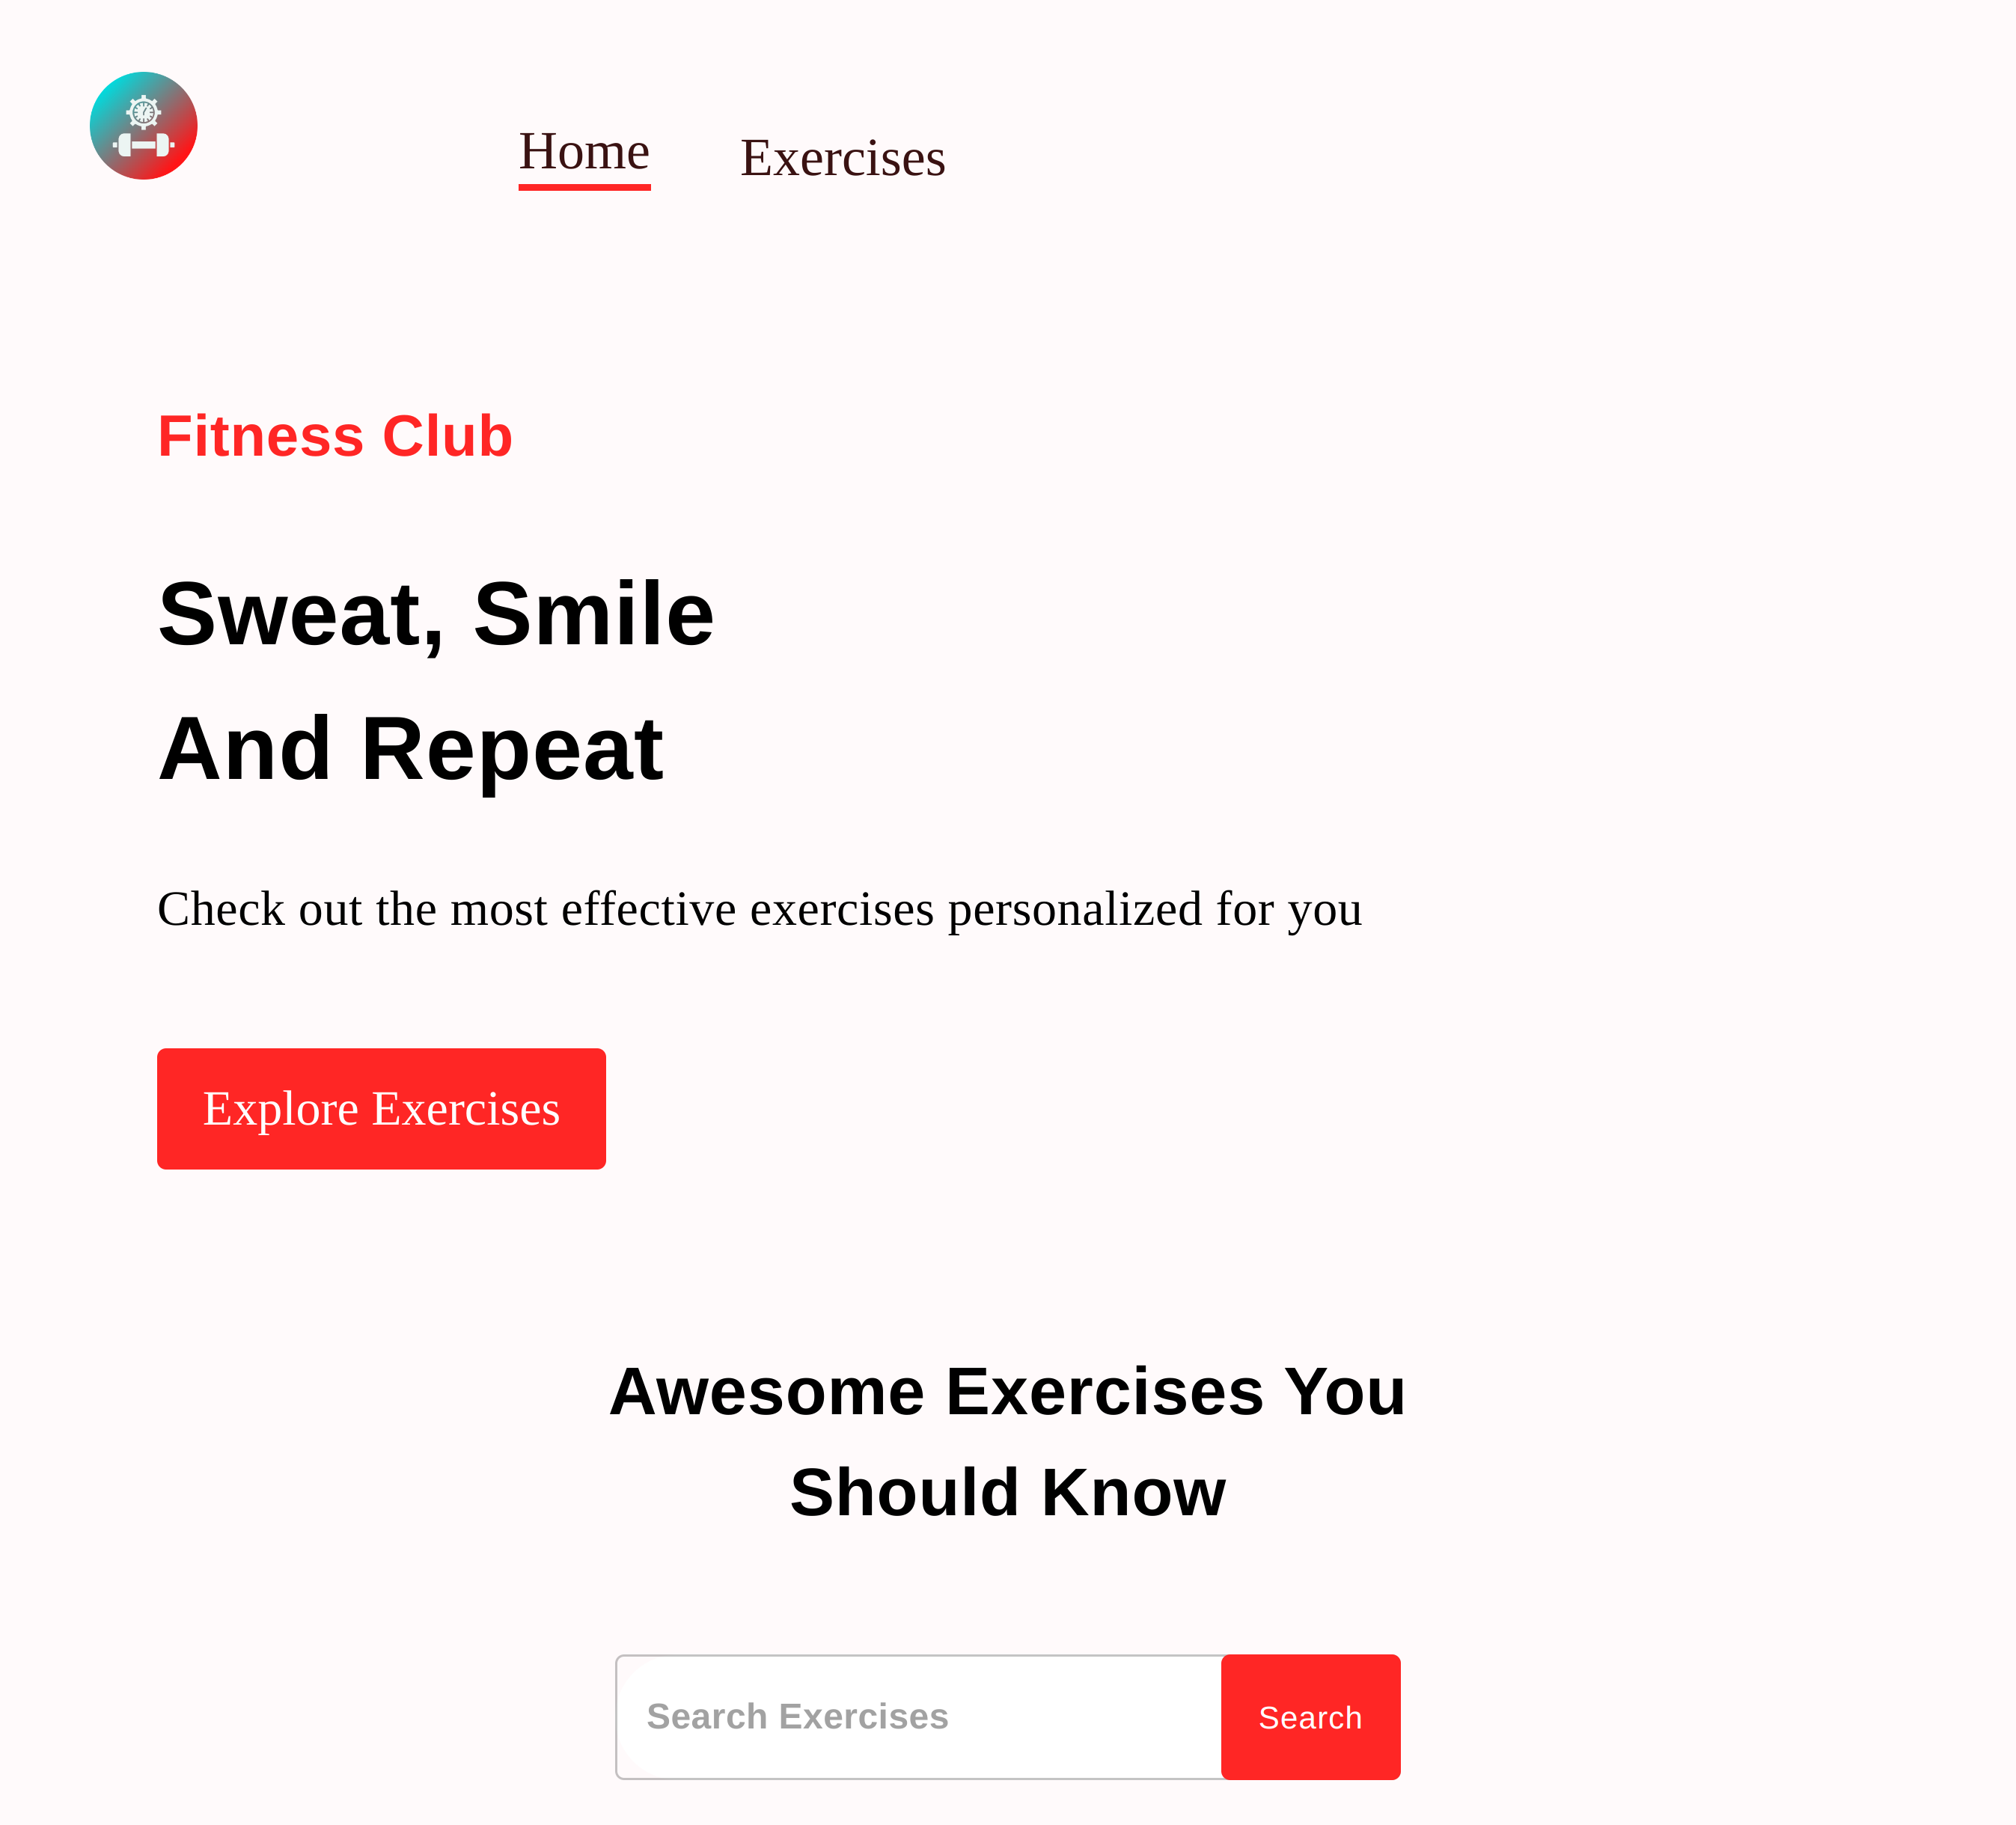 Home Exercises
Fitness Club
Sweat, Smile
And Repeat
Check out the most effective exercises personalized for you
Explore Exercises
Awesome Exercises You
Should Know
Search Exercises
Search